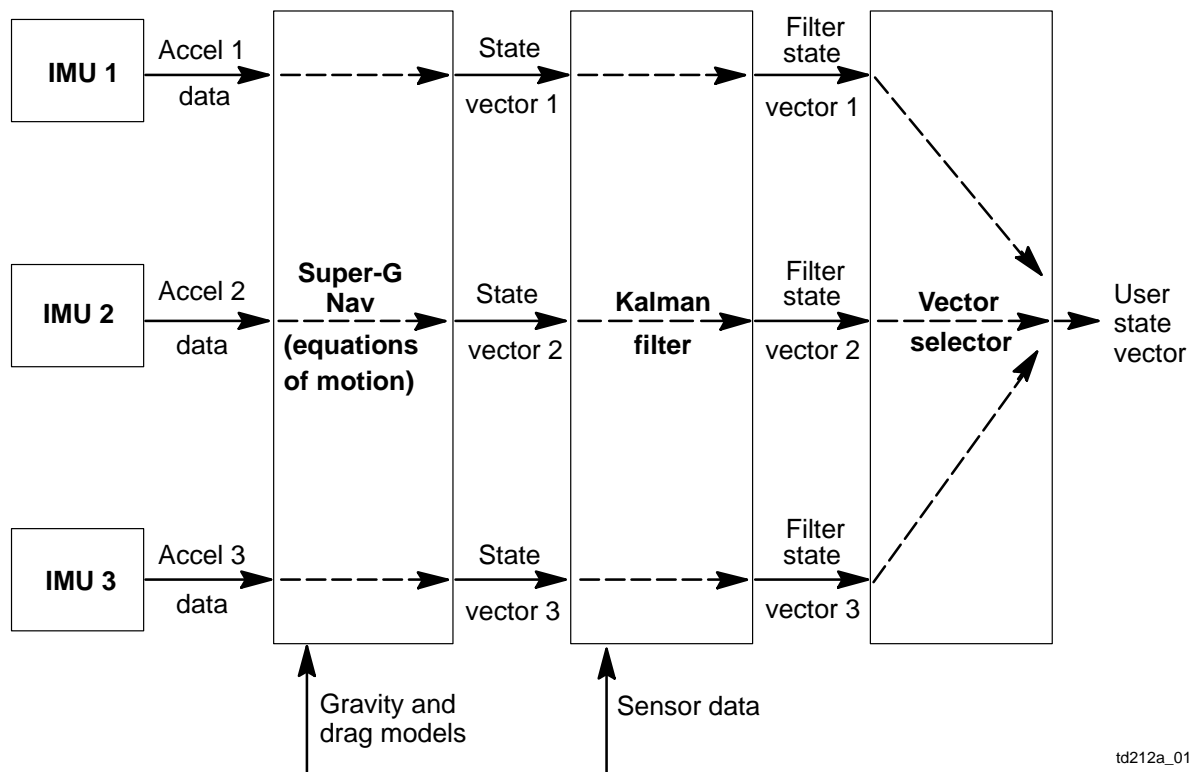 IMU 1
Accel 1
data
State
vector 1
Filter
state
vector 1
IMU 2
Accel 2
data
Super-G
Nav
(equations
of motion)
State
vector 2
Kalman
filter
Filter
state
vector 2
Vector
selector
User
state
vector
IMU 3
Accel 3
data
State
vector 3
Filter
state
vector 3
Gravity and
drag models
Sensor data
td212a_01